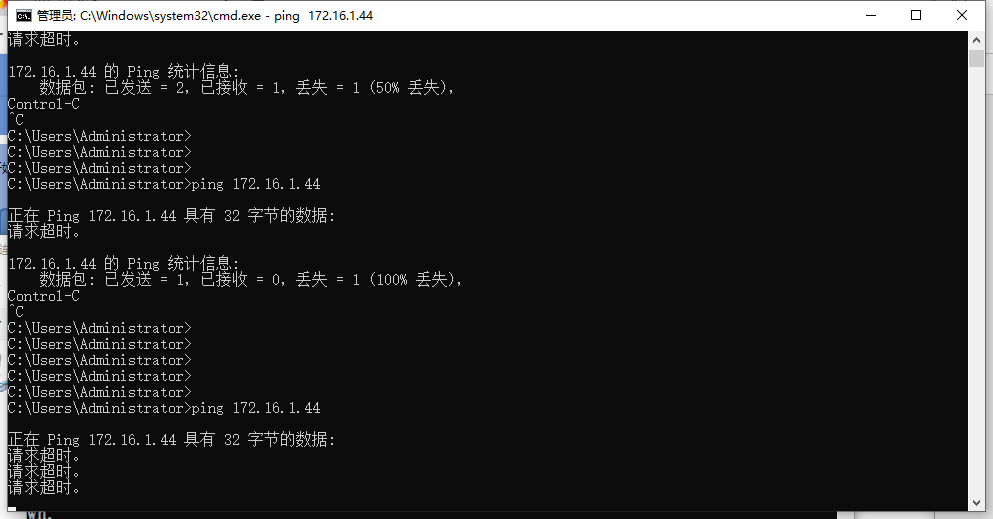 管理员: C:\Windows\system32\cmd.exe - ping 172.16.1.44
请求超时。
172.16.1.44 的 Ping 统计信息:
数据包: 已发送 = 2，已接收 = 1，丢失 = 1 (50% 丢失)，
Control-C
^C
C:\Users\Administrator>
C:\Users\Administrator>
C:\Users\Administrator>
C:\Users\Administrator>ping 172.16.1.44
正在 Ping 172.16.1.44 具有 32 字节的数据:
请求超时。
172.16.1.44 的 Ping 统计信息:
数据包: 已发送 = 1，已接收 = 0，丢失 = 1 (100% 丢失)，
Control-C
^C
C:\Users\Administrator>
C:\Users\Administrator>
C:\Users\Administrator>
C:\Users\Administrator>
C:\Users\Administrator>
C:\Users\Administrator>ping 172.16.1.44
正在 Ping 172.16.1.44 具有 32 字节的数据:
请求超时。
请求超时。
请求超时。